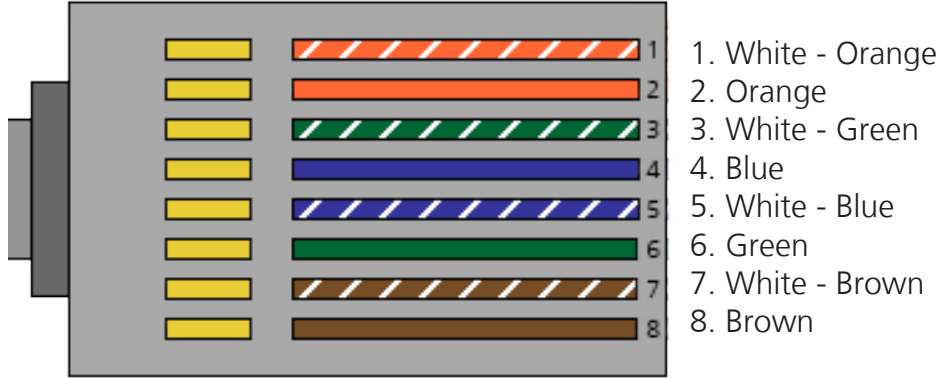 1
2
3
4
5
6
7
8
1. White - Orange
2. Orange
3. White - Green
4. Blue
5. White - Blue
6. Green
7. White - Brown
8. Brown